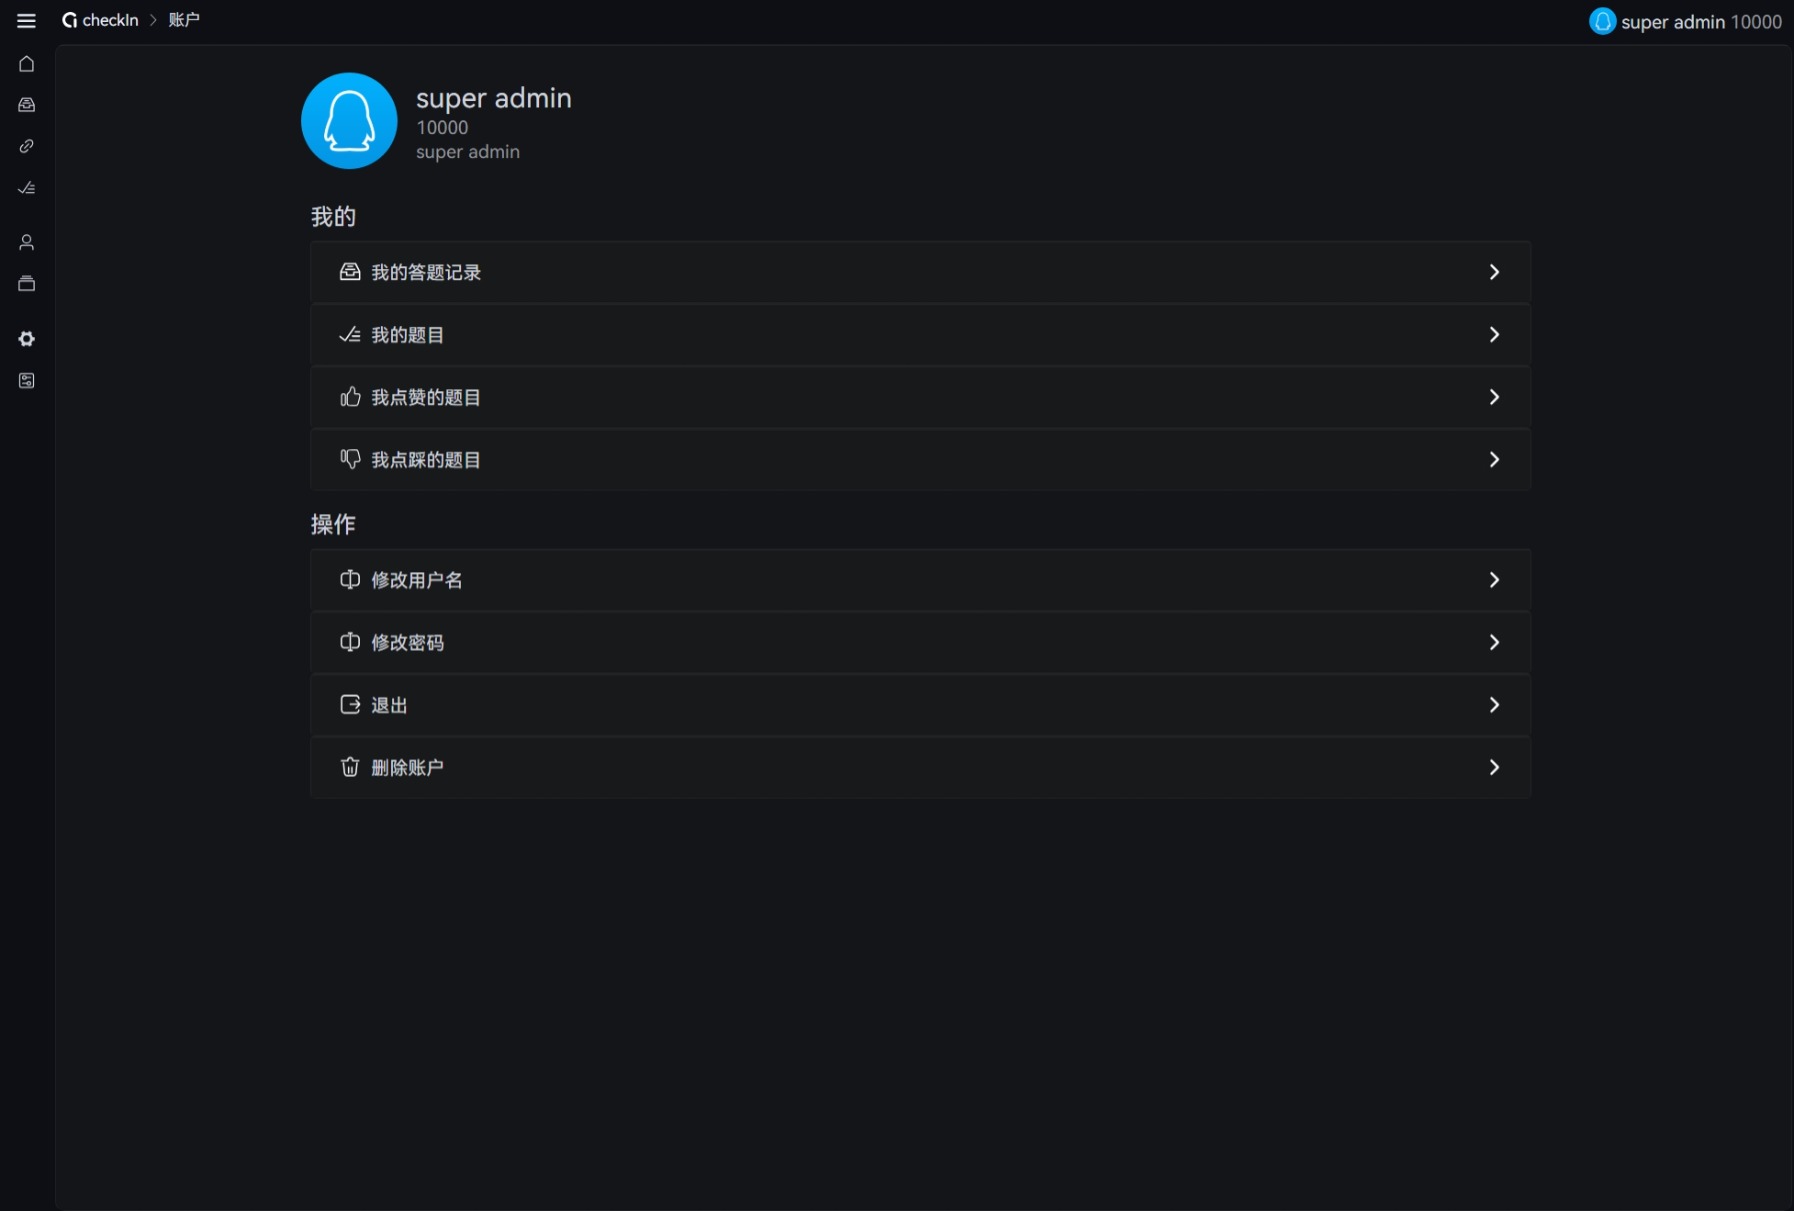 checkIn > 账户
super admin 10000
super admin
10000
super admin
我的
我的答题记录
我的题目
我点赞的题目
我点踩的题目
操作
修改用户名
修改密码
退出
删除账户